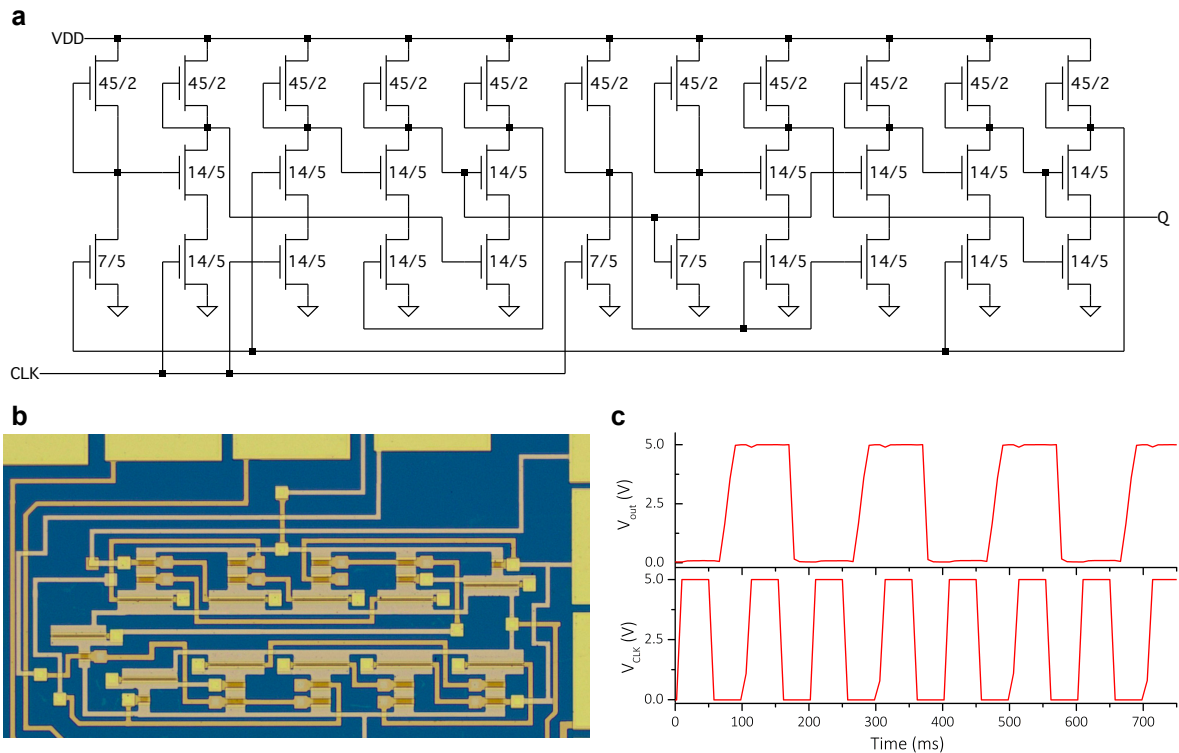 a
VDD
45/2 45/2 45/2 45/2 45/2 45/2 45/2 45/2 45/2 45/2 45/2
14/5 14/5 14/5 14/5 14/5 14/5 14/5 14/5
Q
7/5 14/5 14/5 14/5 14/5 7/5 7/5 14/5 14/5 14/5 14/5
CLK
b
c
5.0
2.5
0.0
Vout (V)
5.0
2.5
0.0
VCLK (V)
0 100 200 300 400 500 600 700
Time (ms)